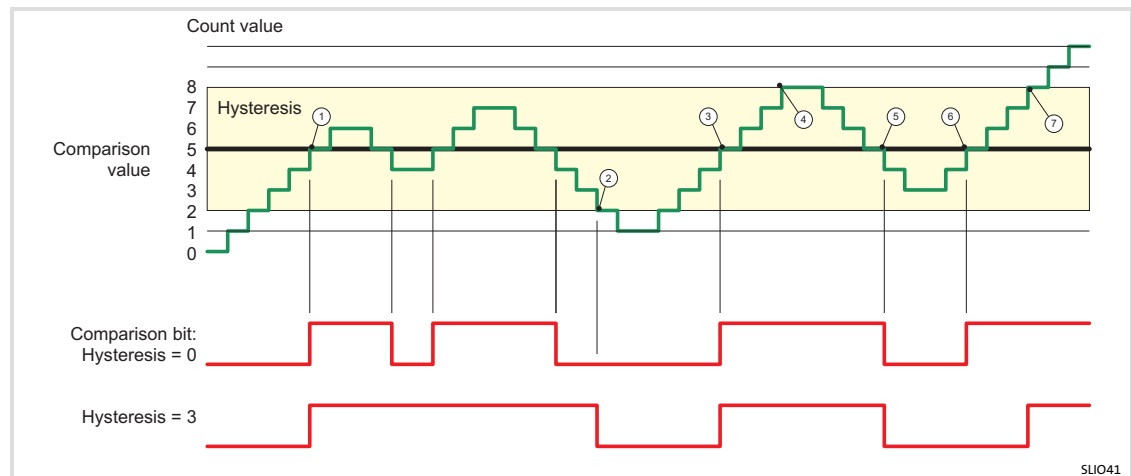 Count value
8
Hysteresis
7
6
Comparison value
5
4
3
2
1
0
1
2
3
4
5
6
7
Comparison bit:
Hysteresis = 0
Hysteresis = 3
SLIO41